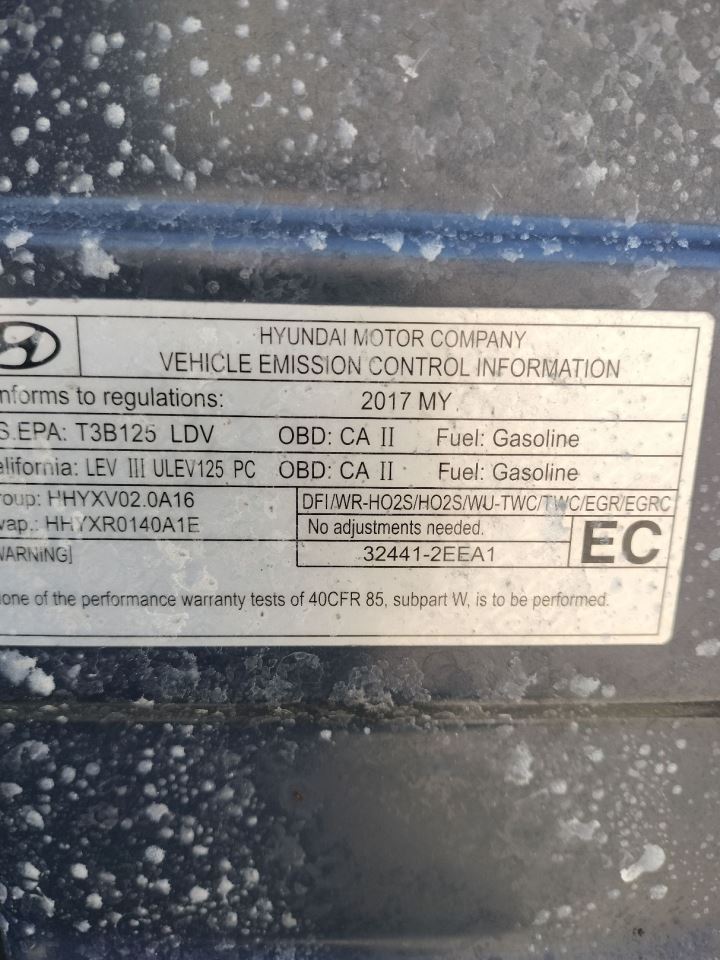 HYUNDAI MOTOR COMPANY
VEHICLE EMISSION CONTROL INFORMATION
nforms to regulations: 2017 MY
S.EPA: T3B125 LDV OBD: CA II Fuel: Gasoline
alifornia: LEV III ULEV125 PC OBD: CA II Fuel: Gasoline
roup: HHYXV02.0A16 DFI/WR-HO2S/HO2S/WU-TWC/TWC/EGR/EGRC
vap.: HHYXR0140A1E No adjustments needed. EC
WARNING] 32441-2EEA1
one of the performance warranty tests of 40CFR 85, subpart W, is to be performed.